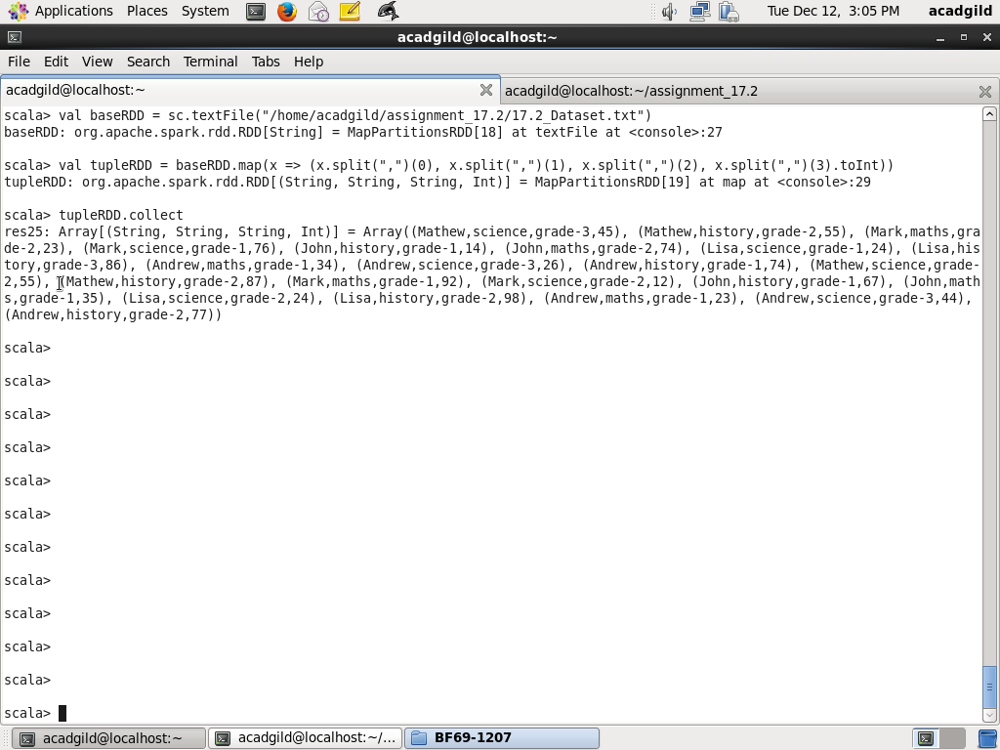 Applications Places System Tue Dec 12, 3:05 PM acadgild
acadgild@localhost:~
File Edit View Search Terminal Tabs Help
acadgild@localhost:~ acadgild@localhost:~/assignment_17.2
scala> val baseRDD = sc.textFile("/home/acadgild/assignment_17.2/17.2_Dataset.txt")
baseRDD: org.apache.spark.rdd.RDD[String] = MapPartitionsRDD[18] at textFile at <console>:27
scala> val tupleRDD = baseRDD.map(x => (x.split(",")(0), x.split(",")(1), x.split(",")(2), x.split(",")(3).toInt))
tupleRDD: org.apache.spark.rdd.RDD[(String, String, String, Int)] = MapPartitionsRDD[19] at map at <console>:29
scala> tupleRDD.collect
res25: Array[(String, String, String, Int)] = Array((Mathew,science,grade-3,45), (Mathew,history,grade-2,55), (Mark,maths,gra
de-2,23), (Mark,science,grade-1,76), (John,history,grade-1,14), (John,maths,grade-2,74), (Lisa,science,grade-1,24), (Lisa,his
tory,grade-3,86), (Andrew,maths,grade-1,34), (Andrew,science,grade-3,26), (Andrew,history,grade-1,74), (Mathew,science,grade-
2,55), (Mathew,history,grade-2,87), (Mark,maths,grade-1,92), (Mark,science,grade-2,12), (John,history,grade-1,67), (John,math
s,grade-1,35), (Lisa,science,grade-2,24), (Lisa,history,grade-2,98), (Andrew,maths,grade-1,23), (Andrew,science,grade-3,44),
(Andrew,history,grade-2,77))
scala>
scala>
scala>
scala>
scala>
scala>
scala>
scala>
scala>
scala>
scala>
scala>
acadgild@localhost:~ acadgild@localhost:~/... BF69-1207